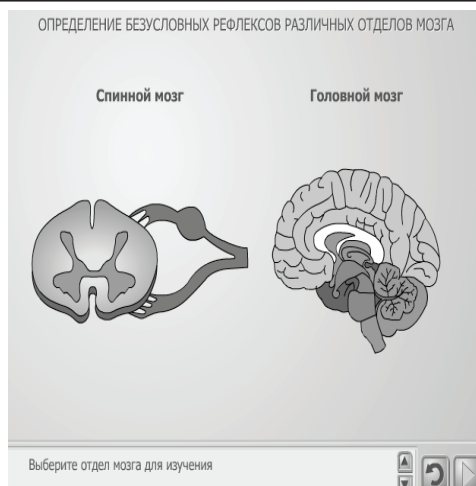 ОПРЕДЕЛЕНИЕ БЕЗУСЛОВНЫХ РЕФЛЕКСОВ РАЗЛИЧНЫХ ОТДЕЛОВ МОЗГА
Спинной мозг
Головной мозг
Выберите отдел мозга для изучения